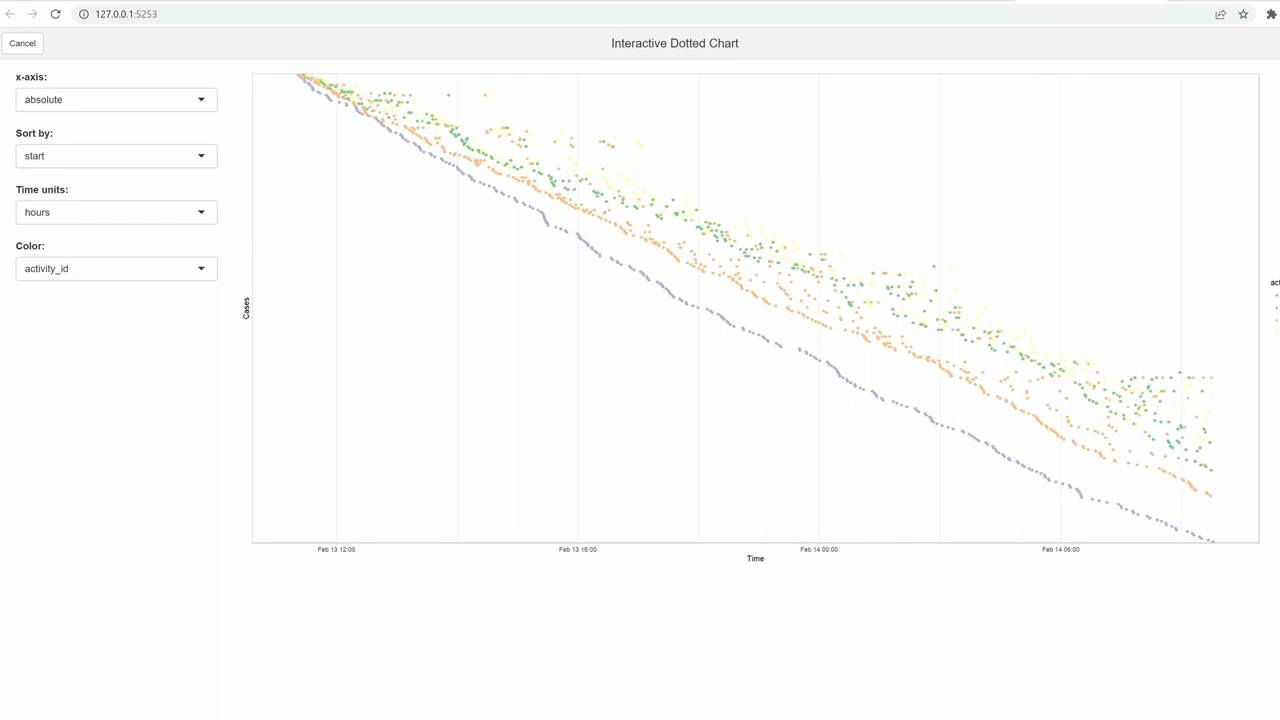 127.0.0.1:5253
Cancel
Interactive Dotted Chart
x-axis:
absolute
Sort by:
start
Time units:
hours
Color:
activity_id
Cases
act
Feb 13 12:00
Feb 13 18:00
Feb 14 00:00
Feb 14 06:00
Time